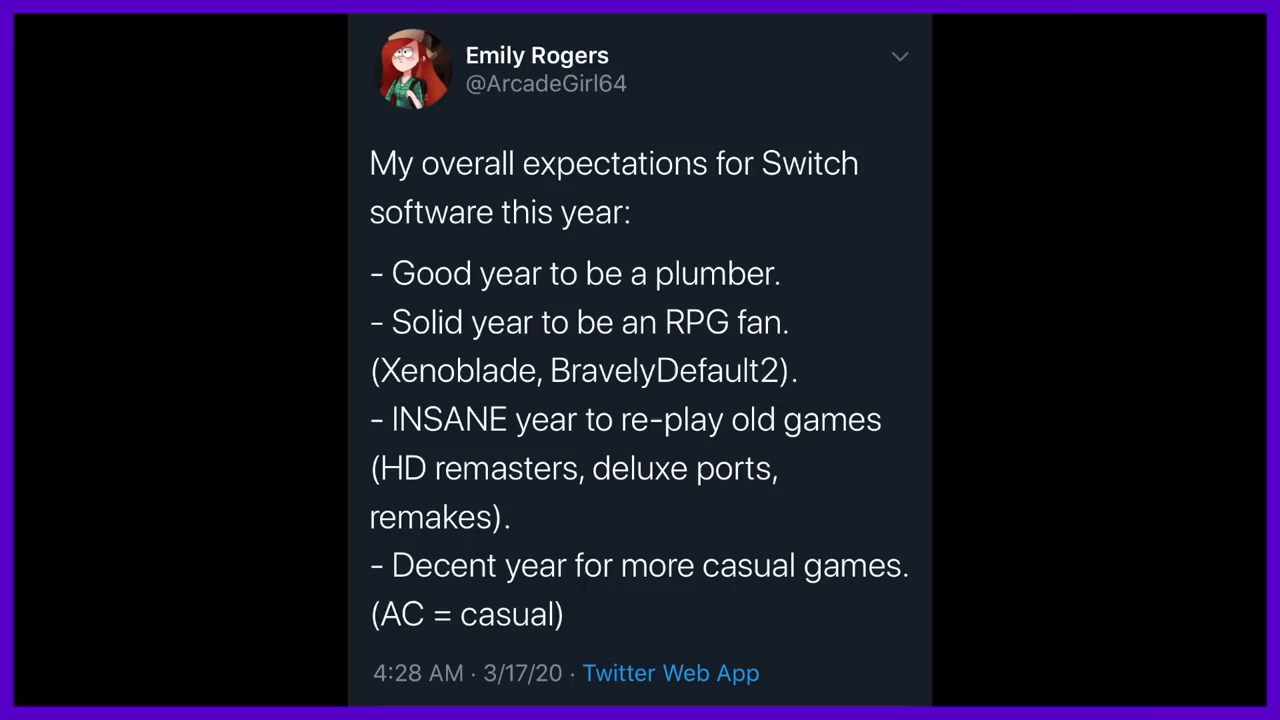 Emily Rogers
@ArcadeGirl64
My overall expectations for Switch
software this year:
- Good year to be a plumber.
- Solid year to be an RPG fan.
(Xenoblade, BravelyDefault2).
- INSANE year to re-play old games
(HD remasters, deluxe ports,
remakes).
- Decent year for more casual games.
(AC = casual)
4:28 AM · 3/17/20 · Twitter Web App